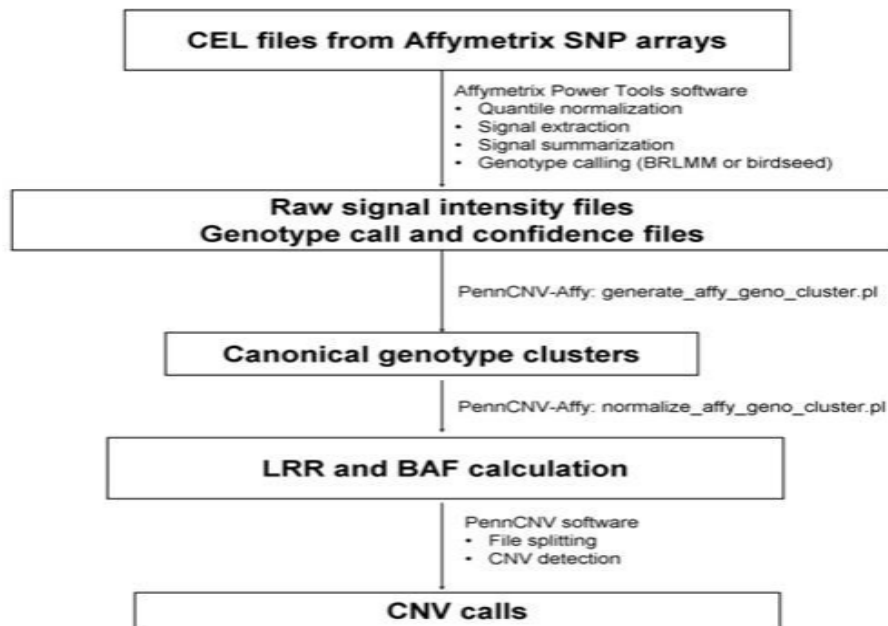 CEL files from Affymetrix SNP arrays
Affymetrix Power Tools software
• Quantile normalization
• Signal extraction
• Signal summarization
• Genotype calling (BRLMM or birdseed)
Raw signal intensity files
Genotype call and confidence files
PennCNV-Affy: generate_affy_geno_cluster.pl
Canonical genotype clusters
PennCNV-Affy: normalize_affy_geno_cluster.pl
LRR and BAF calculation
PennCNV software
• File splitting
• CNV detection
CNV calls